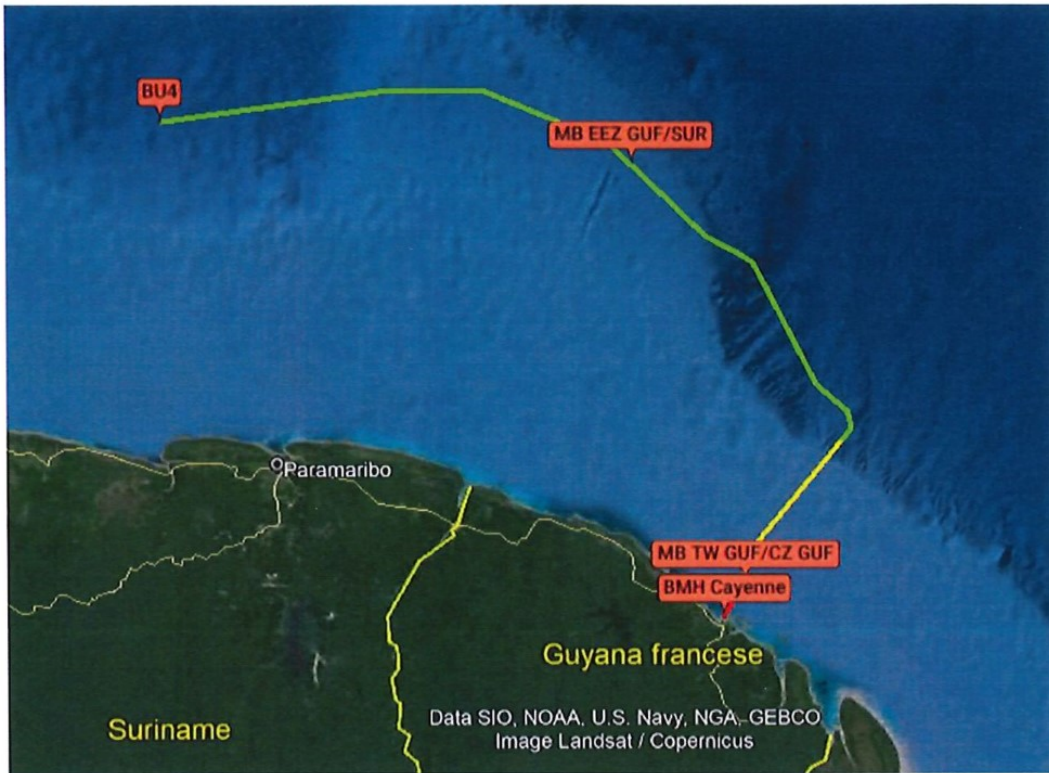 BU4
MB EEZ GUF/SUR
Paramaribo
MB TW GUF/CZ GUF
BMH Cayenne
Guyana francese
Suriname
Data SIO, NOAA, U.S. Navy, NGA, GEBCO
Image Landsat / Copernicus